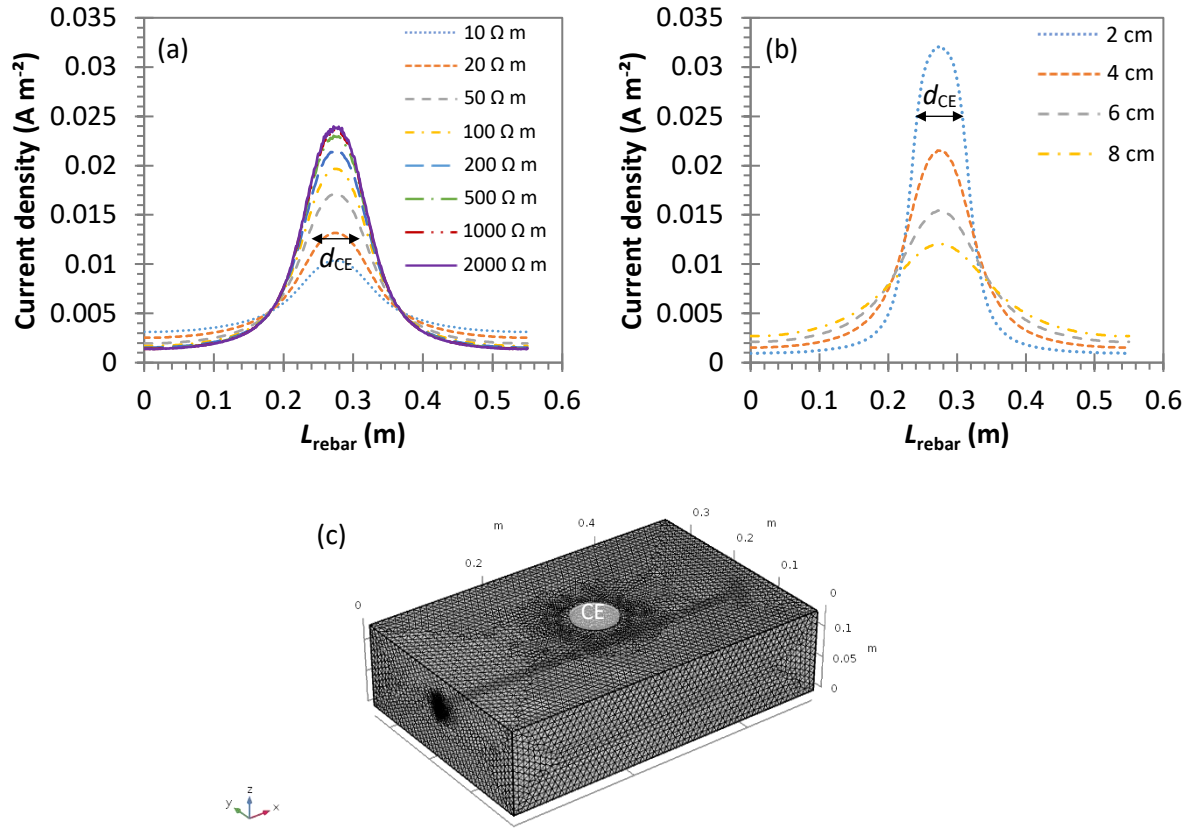 (a)
Current density (A m⁻²)
0.035
0.03
0.025
0.02
0.015
0.01
0.005
0
0
0.1
0.2
0.3
0.4
0.5
0.6
L_rebar (m)
d_CE
10 Ω m
20 Ω m
50 Ω m
100 Ω m
200 Ω m
500 Ω m
1000 Ω m
2000 Ω m
(b)
Current density (A m⁻²)
0.035
0.03
0.025
0.02
0.015
0.01
0.005
0
0
0.1
0.2
0.3
0.4
0.5
0.6
L_rebar (m)
d_CE
2 cm
4 cm
6 cm
8 cm
(c)
m
0.4
0.2
0
0.3
m
0.2
0.1
0
0.1
m
0.05
0
CE
z
y
x